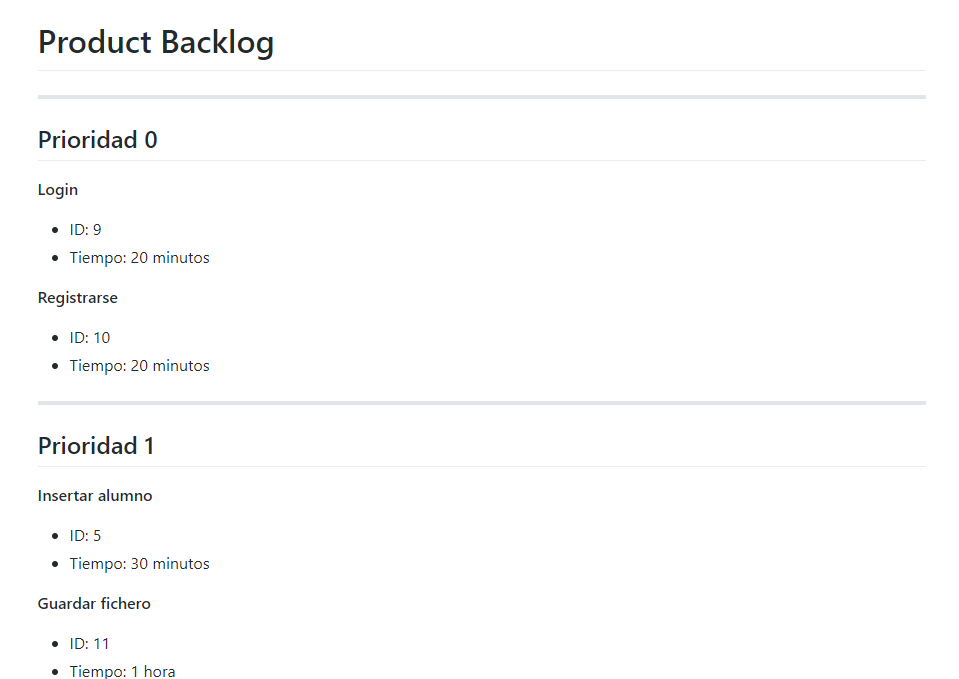 Product Backlog
Prioridad 0
Login
ID: 9
Tiempo: 20 minutos
Registrarse
ID: 10
Tiempo: 20 minutos
Prioridad 1
Insertar alumno
ID: 5
Tiempo: 30 minutos
Guardar fichero
ID: 11
Tiempo: 1 hora